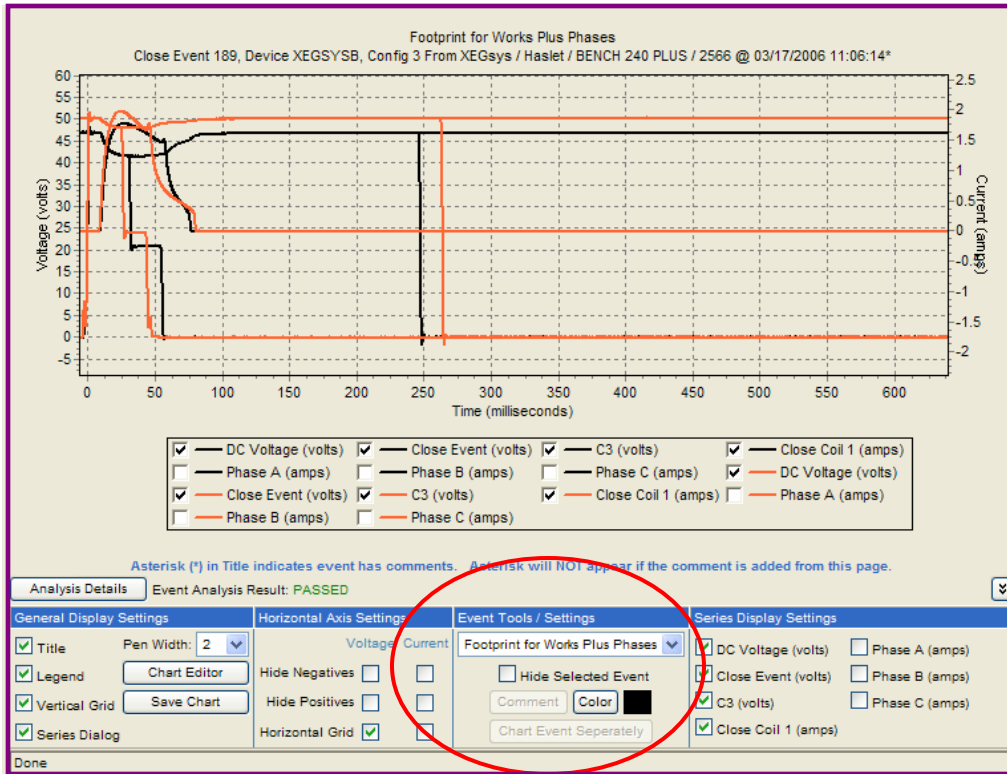 Footprint for Works Plus Phases
Close Event 189, Device XEGSYSB, Config 3 From XEGsys / Haslet / BENCH 240 PLUS / 2566 @ 03/17/2006 11:06:14*
60
55
50
45
40
35
30
25
20
15
10
5
0
-5
Voltage (volts)
2.5
2
1.5
1
0.5
0
-0.5
-1
-1.5
-2
Current (amps)
0 50 100 150 200 250 300 350 400 450 500 550 600
Time (milliseconds)
DC Voltage (volts) Close Event (volts) C3 (volts) Close Coil 1 (amps)
Phase A (amps) Phase B (amps) Phase C (amps) DC Voltage (volts)
Close Event (volts) C3 (volts) Close Coil 1 (amps) Phase A (amps)
Phase B (amps) Phase C (amps)
Asterisk (*) in Title indicates event has comments. Asterisk will NOT appear if the comment is added from this page.
Analysis Details Event Analysis Result: PASSED
General Display Settings
Title Pen Width: 2
Legend Chart Editor
Vertical Grid Save Chart
Series Dialog
Horizontal Axis Settings
Voltage Current
Hide Negatives
Hide Positives
Horizontal Grid
Event Tools / Settings
Footprint for Works Plus Phases
Hide Selected Event
Comment Color
Chart Event Seperately
Series Display Settings
DC Voltage (volts) Phase A (amps)
Close Event (volts) Phase B (amps)
C3 (volts) Phase C (amps)
Close Coil 1 (amps)
Done